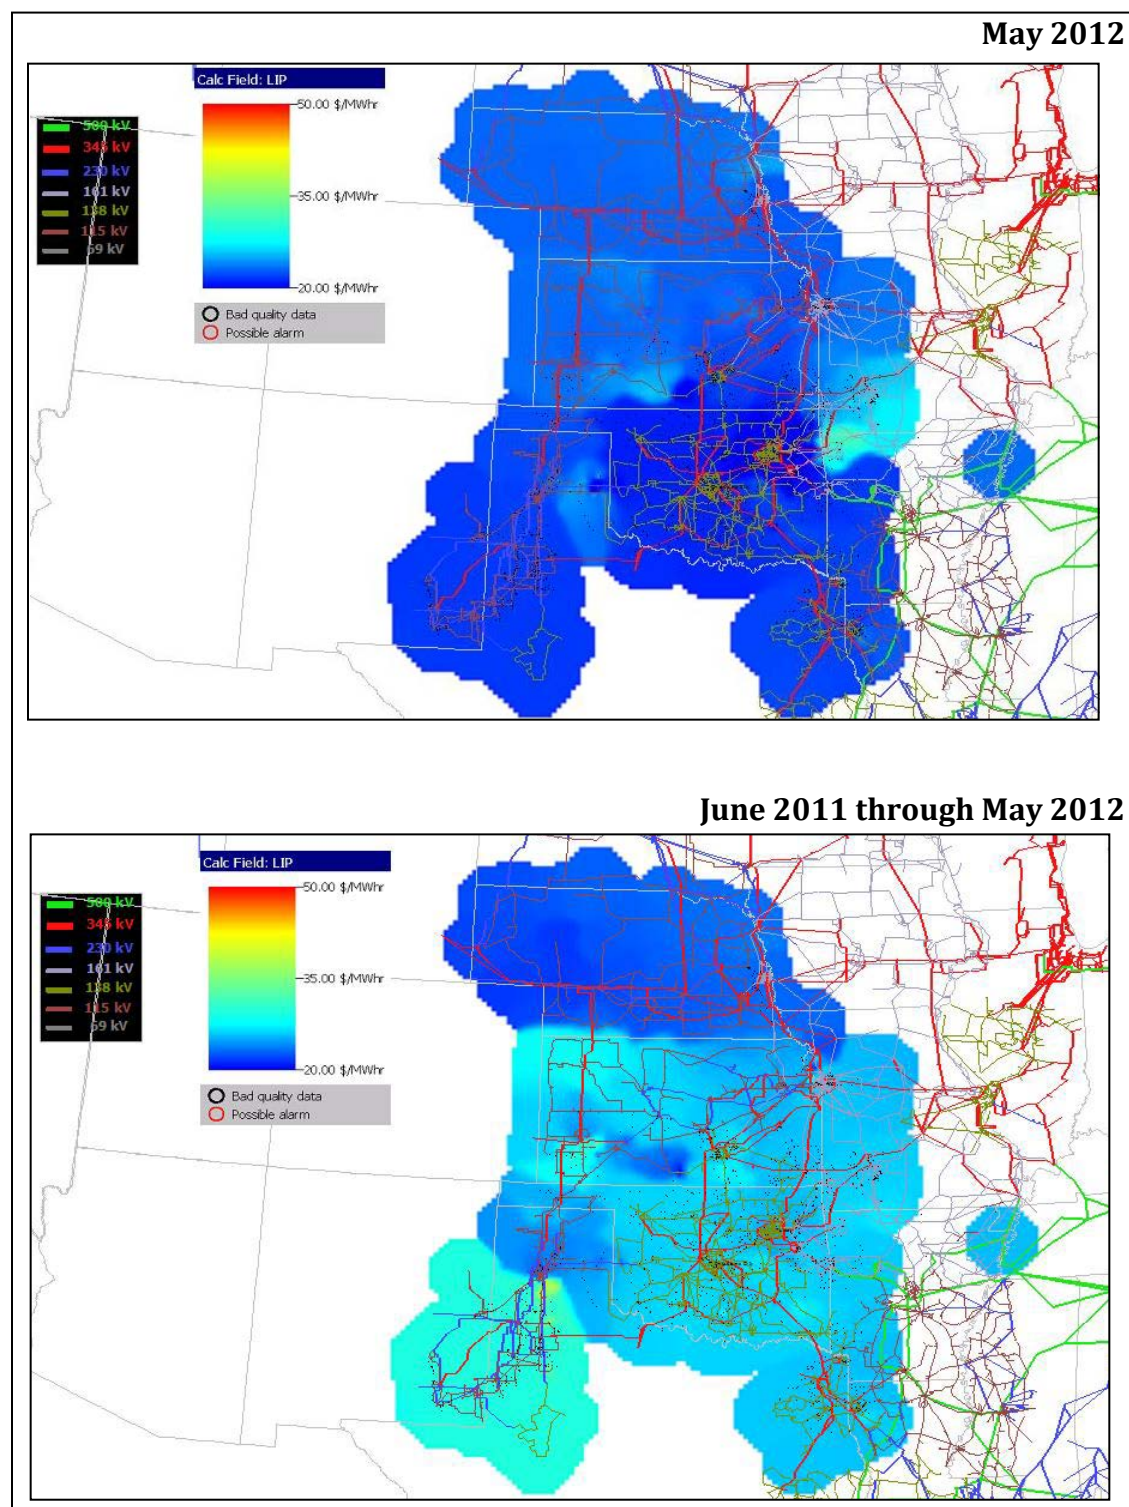 May 2012
Calc Field: LIP
50.00 $/MWhr
35.00 $/MWhr
20.00 $/MWhr
500 kV
345 kV
230 kV
161 kV
138 kV
115 kV
69 kV
Bad quality data
Possible alarm
June 2011 through May 2012
Calc Field: LIP
50.00 $/MWhr
35.00 $/MWhr
20.00 $/MWhr
500 kV
345 kV
230 kV
161 kV
138 kV
115 kV
69 kV
Bad quality data
Possible alarm